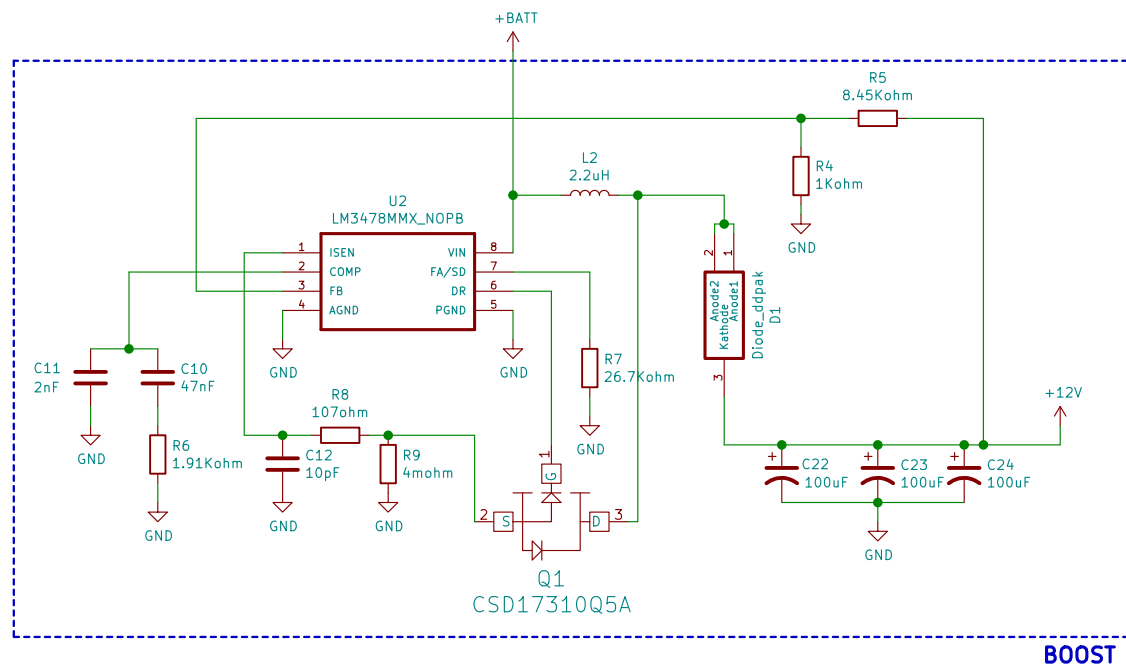 +BATT
R5
8.45Kohm
R4
1Kohm
GND
L2
2.2uH
U2
LM3478MMX_NOPB
1 ISEN VIN 8
2 COMP FA/SD 7
3 FB DR 6
4 AGND PGND 5
GND
GND
2 1
Anode2
Kathode
Anode1
Diode_ddpak
D1
3
R7
26.7Kohm
GND
C11
2nF
GND
C10
47nF
R6
1.91Kohm
GND
R8
107ohm
C12
10pF
GND
R9
4mohm
GND
1
G
2 S D 3
Q1
CSD17310Q5A
+12V
+ C22
100uF
+ C23
100uF
+ C24
100uF
GND
BOOST